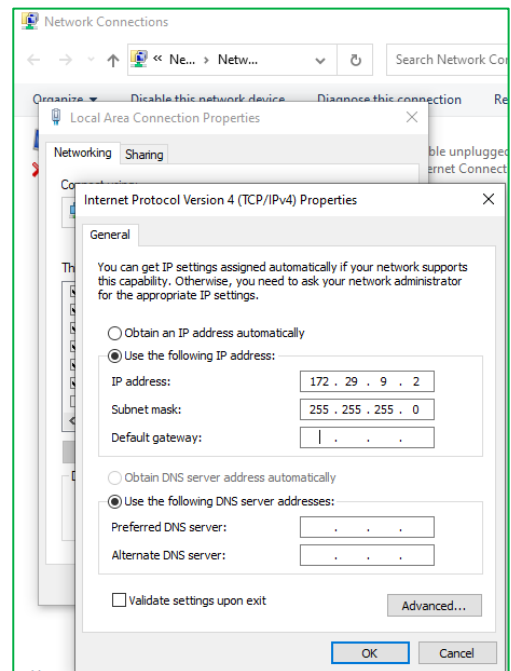 Network Connections
« Ne... › Netw...
Search Network Cor
Organize
Disable this network device
Diagnose this connection
Re
Local Area Connection Properties
Networking
Sharing
ble unplugged
ernet Connect
Internet Protocol Version 4 (TCP/IPv4) Properties
General
Th
You can get IP settings assigned automatically if your network supports
this capability. Otherwise, you need to ask your network administrator
for the appropriate IP settings.
Obtain an IP address automatically
Use the following IP address:
IP address: 172 . 29 . 9 . 2
Subnet mask: 255 . 255 . 255 . 0
Default gateway: . . .
Obtain DNS server address automatically
Use the following DNS server addresses:
Preferred DNS server: . . .
Alternate DNS server: . . .
Validate settings upon exit
Advanced...
OK
Cancel